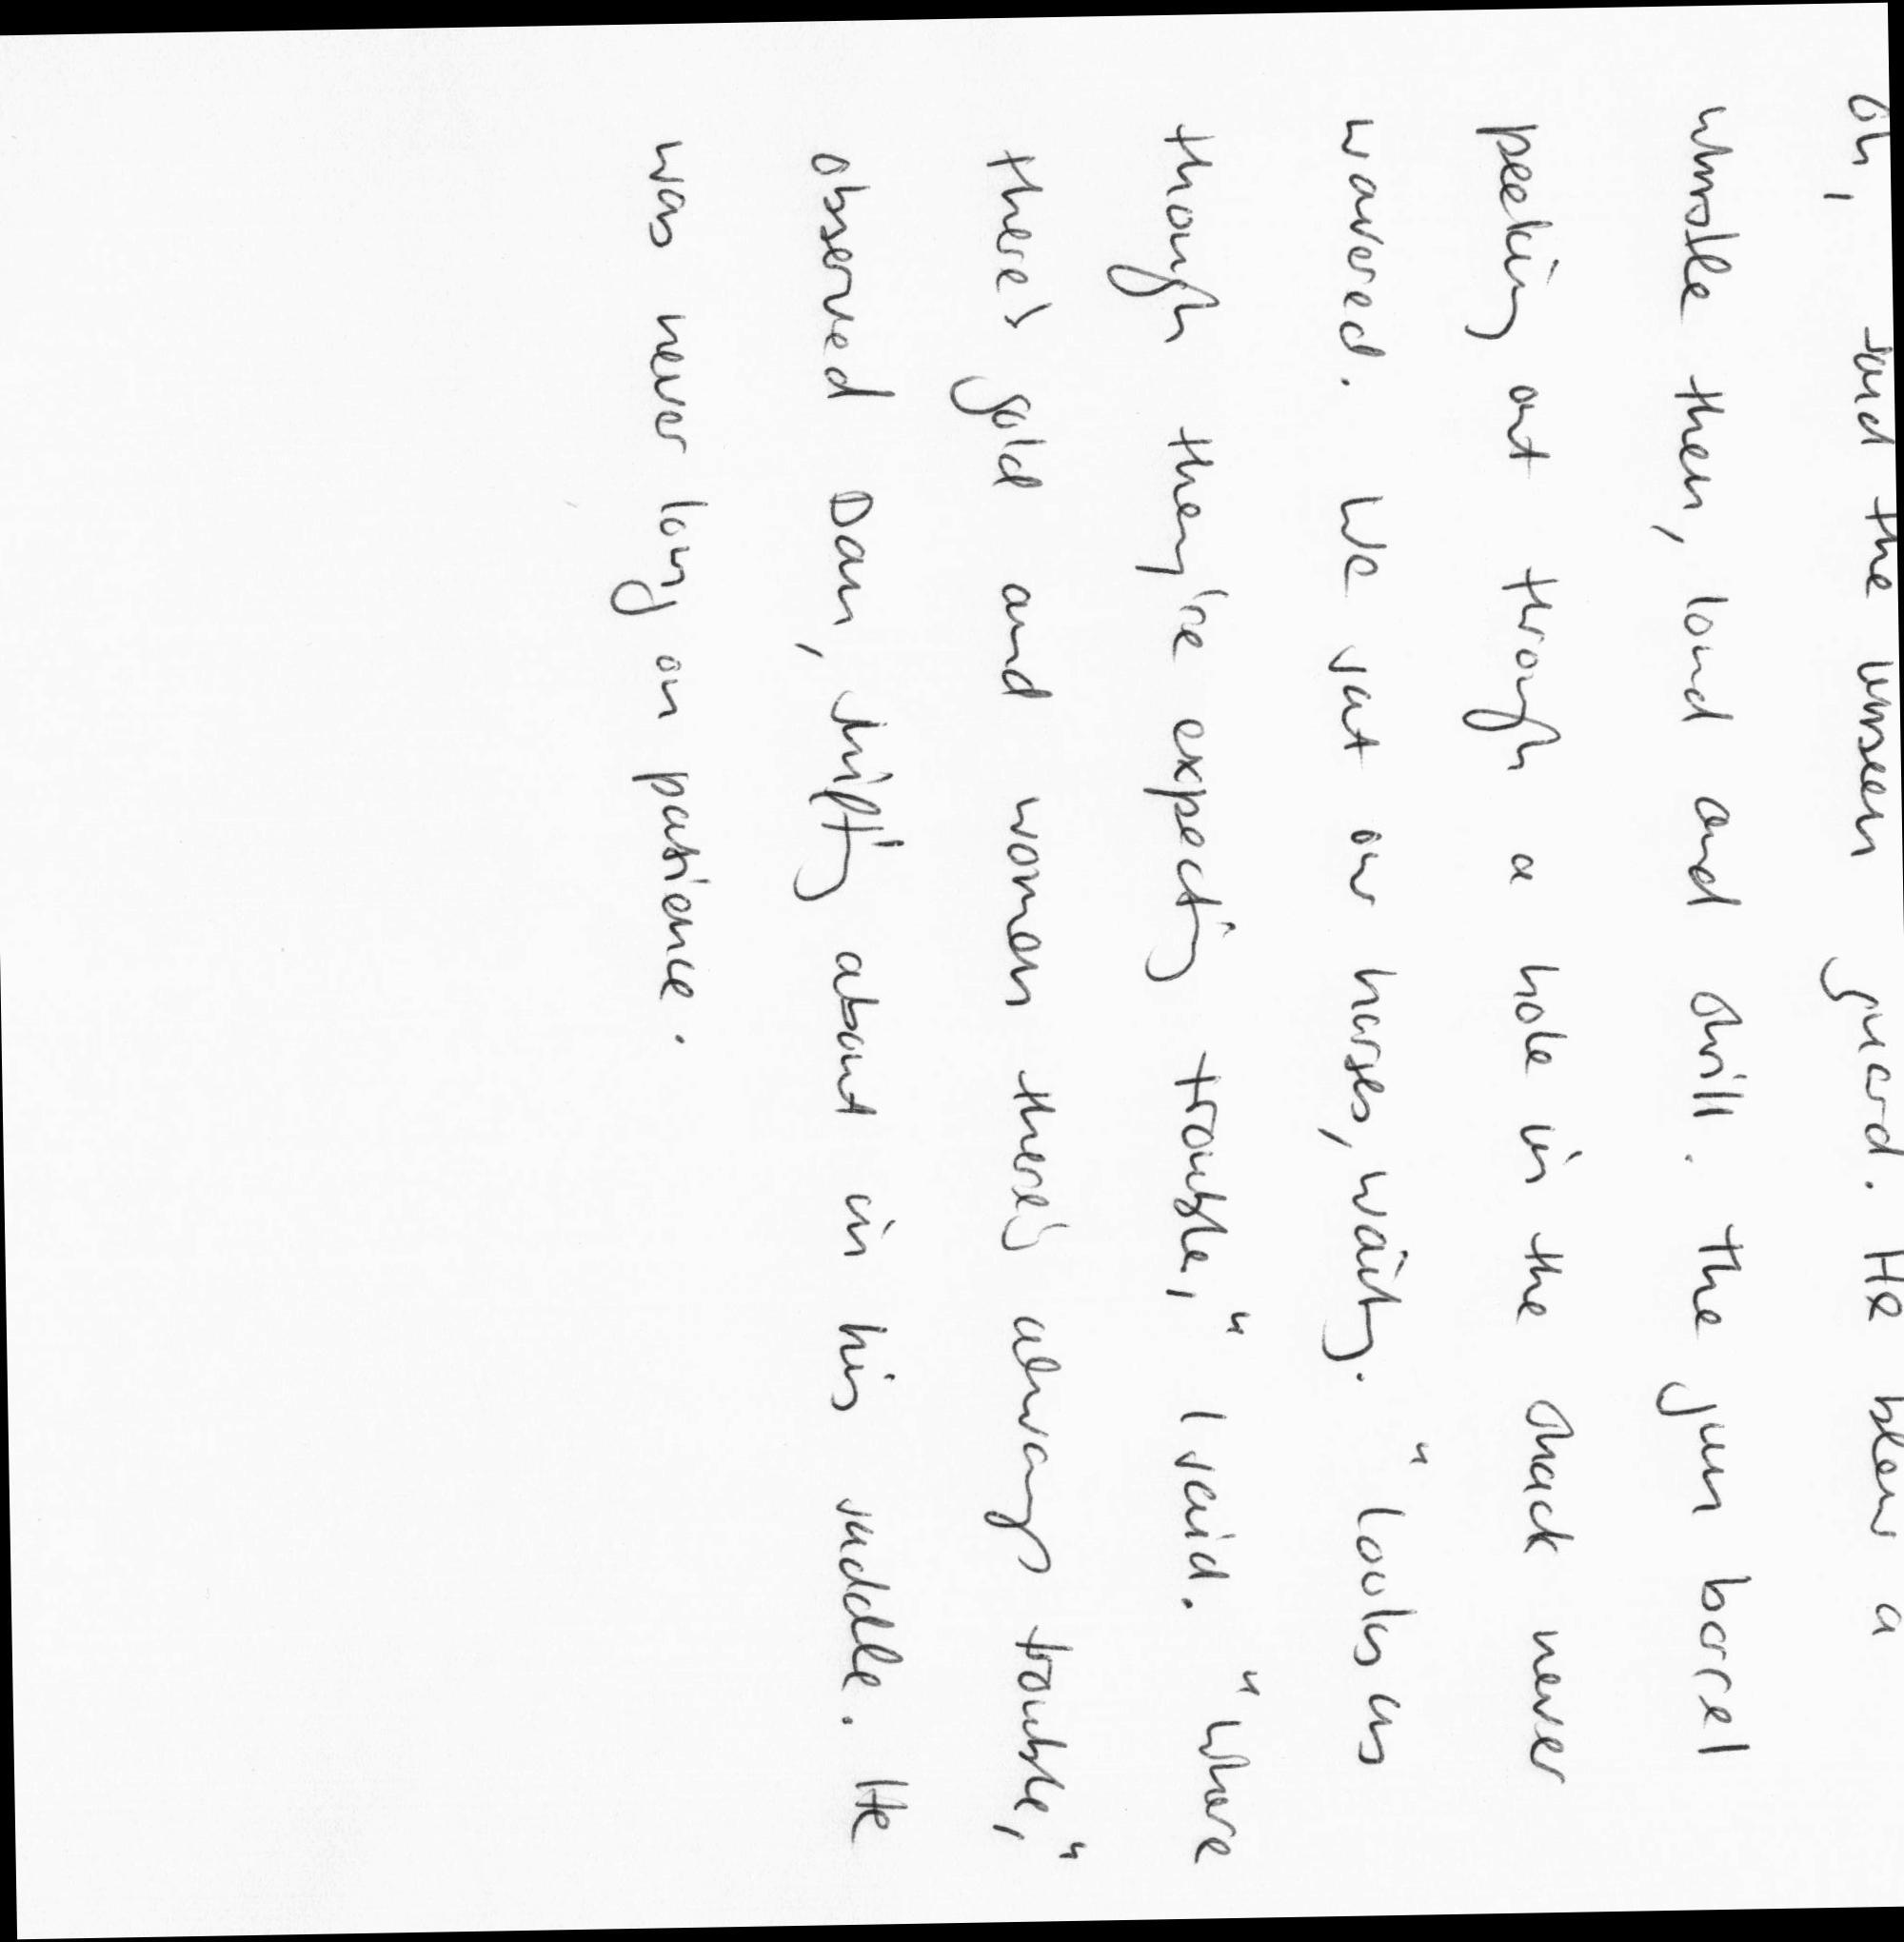 oh, said the unseen guard. He blew a
whistle then, loud and shrill. The gun barrel
peeking out through a hole in the shack never
wavered. We sat our horses, waiting. "Looks as
though they're expecting trouble," I said. "Where
there's gold and women there's always trouble,"
observed Dan, shifting about in his saddle. He
was never long on patience.